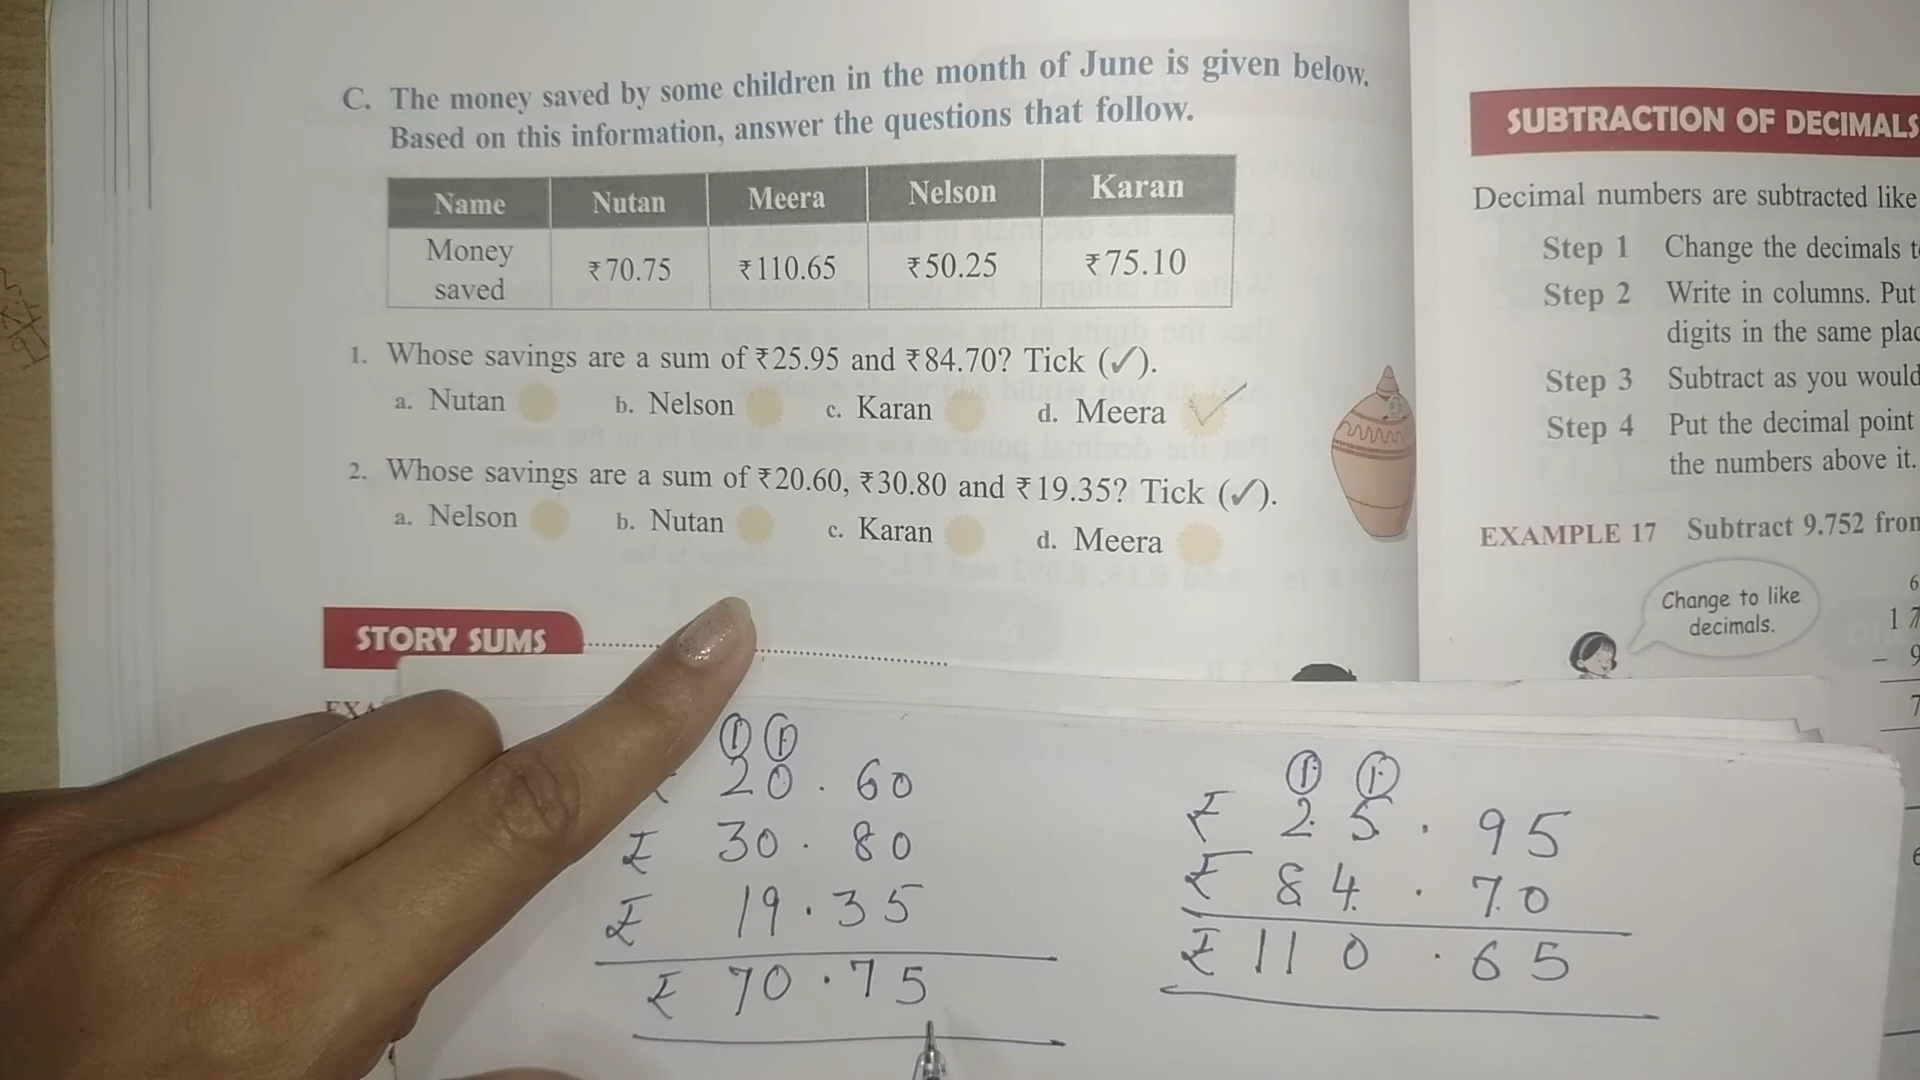 C. The money saved by some children in the month of June is given below.
Based on this information, answer the questions that follow.
Name Nutan Meera Nelson Karan
Money saved ₹70.75 ₹110.65 ₹50.25 ₹75.10
1. Whose savings are a sum of ₹25.95 and ₹84.70? Tick (✓).
a. Nutan b. Nelson c. Karan d. Meera ✓
2. Whose savings are a sum of ₹20.60, ₹30.80 and ₹19.35? Tick (✓).
a. Nelson b. Nutan c. Karan d. Meera
STORY SUMS
1 1
20.60
₹ 30.80
₹ 19.35
₹ 70.75
1 1
₹ 25.95
₹ 84.70
₹ 110.65
SUBTRACTION OF DECIMALS
Decimal numbers are subtracted like
Step 1 Change the decimals
Step 2 Write in columns. Put
digits in the same
Step 3 Subtract as you would
Step 4 Put the decimal point
the numbers above it.
EXAMPLE 17 Subtract 9.752 from
Change to like
decimals.
6
1 7
- 9
7